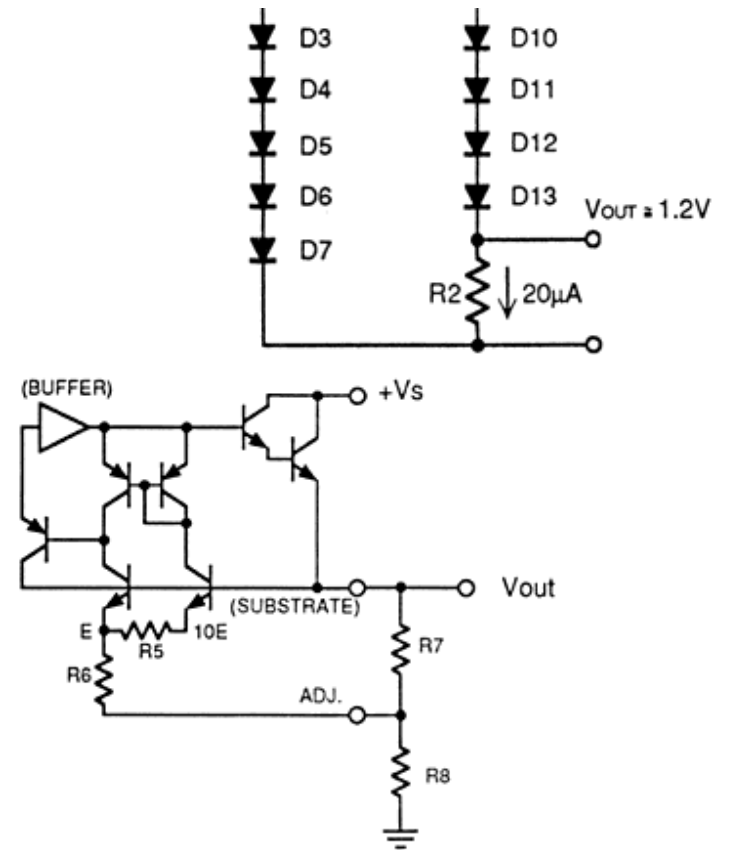 D3 D10
D4 D11
D5 D12
D6 D13
VOUT ≅ 1.2V
D7
R2 20µA
(BUFFER)
+Vs
(SUBSTRATE) Vout
E R5 10E
R7
R6
ADJ.
R8